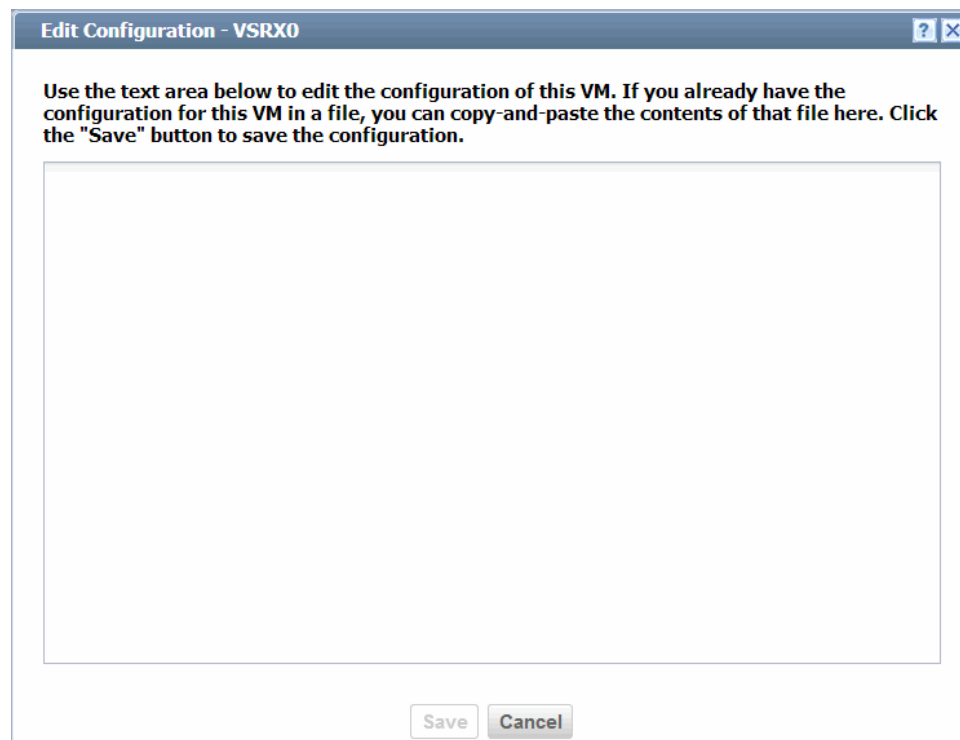 Edit Configuration - VSRX0
?
Use the text area below to edit the configuration of this VM. If you already have the
configuration for this VM in a file, you can copy-and-paste the contents of that file here. Click
the "Save" button to save the configuration.
Save Cancel